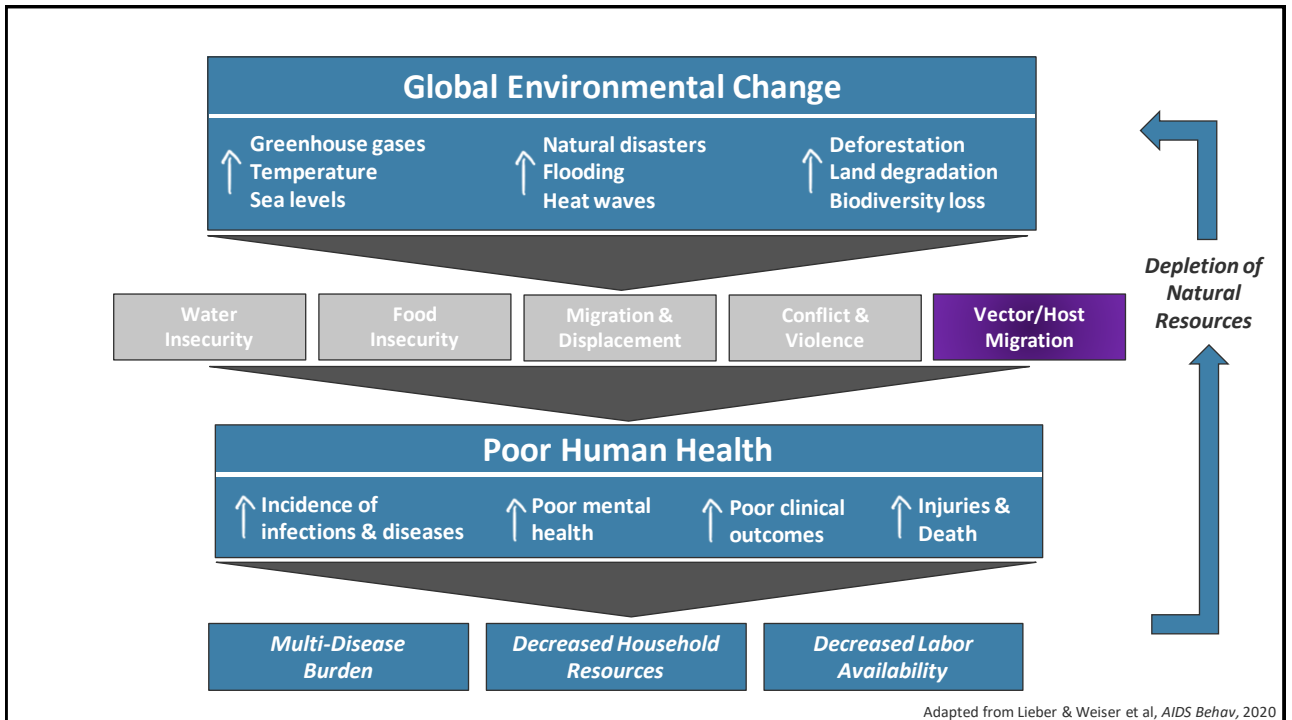 Global Environmental Change
Greenhouse gases
Temperature
Sea levels
Natural disasters
Flooding
Heat waves
Deforestation
Land degradation
Biodiversity loss
Depletion of
Natural
Resources
Water
Insecurity
Food
Insecurity
Migration &
Displacement
Conflict &
Violence
Vector/Host
Migration
Poor Human Health
Incidence of
infections & diseases
Poor mental
health
Poor clinical
outcomes
Injuries &
Death
Multi-Disease
Burden
Decreased Household
Resources
Decreased Labor
Availability
Adapted from Lieber & Weiser et al, AIDS Behav, 2020